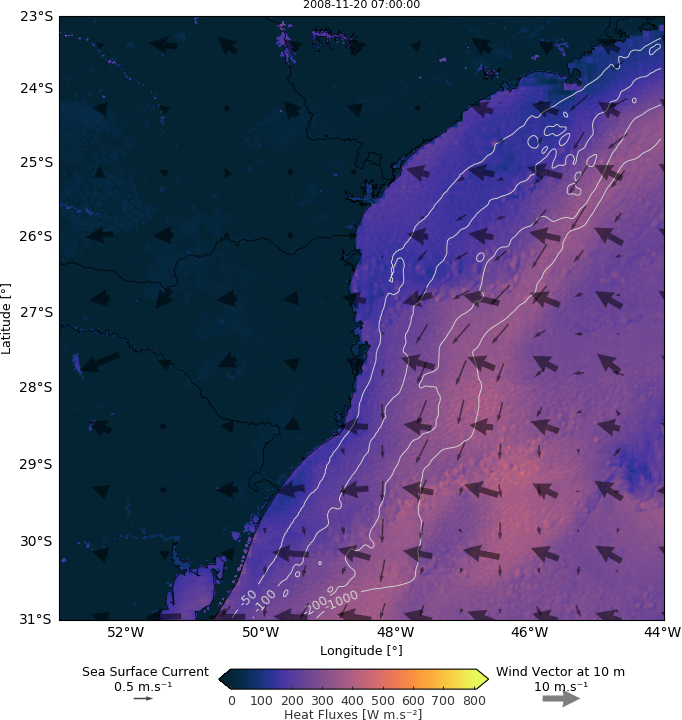 2008-11-20 07:00:00
23°S
24°S
25°S
26°S
27°S
28°S
29°S
30°S
31°S
Latitude [°]
-50
-100
-200
-1000
52°W
50°W
48°W
46°W
44°W
Longitude [°]
Sea Surface Current
0.5 m.s⁻¹
Wind Vector at 10 m
10 m.s⁻¹
0 100 200 300 400 500 600 700 800
Heat Fluxes [W m.s⁻²]